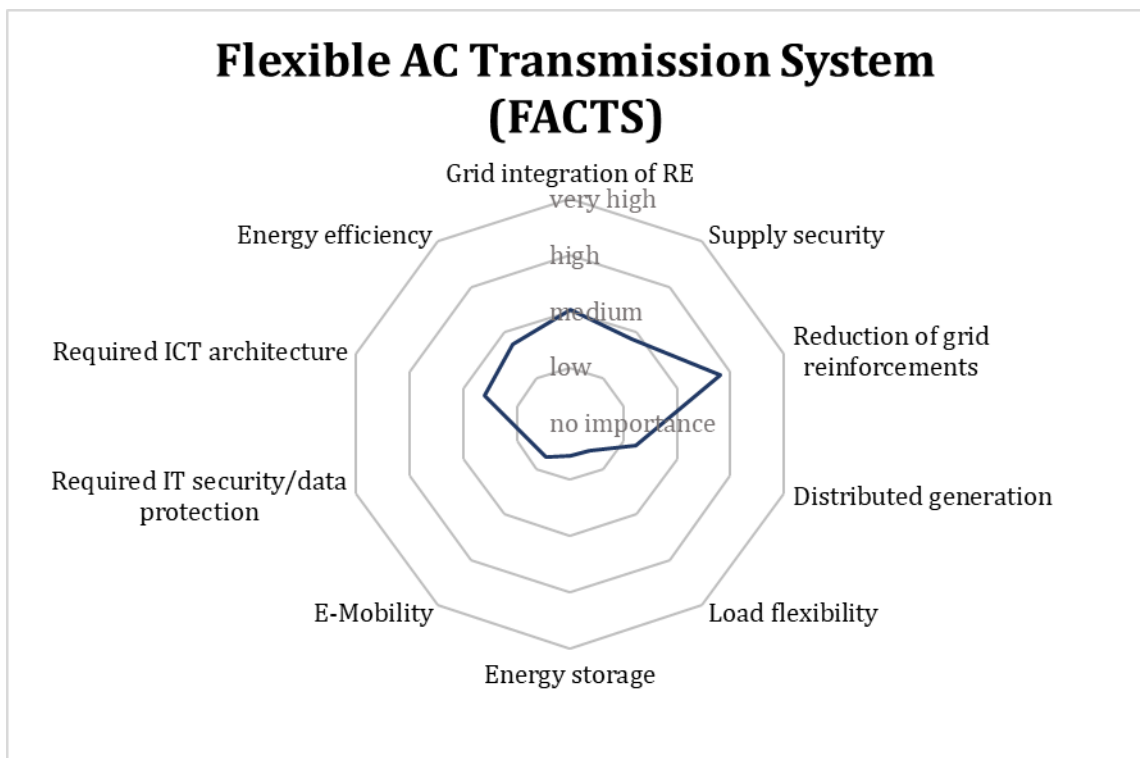 Flexible AC Transmission System
(FACTS)
Grid integration of RE
very high
Energy efficiency
Supply security
high
medium
Reduction of grid
reinforcements
Required ICT architecture
low
no importance
Required IT security/data
protection
Distributed generation
E-Mobility
Load flexibility
Energy storage